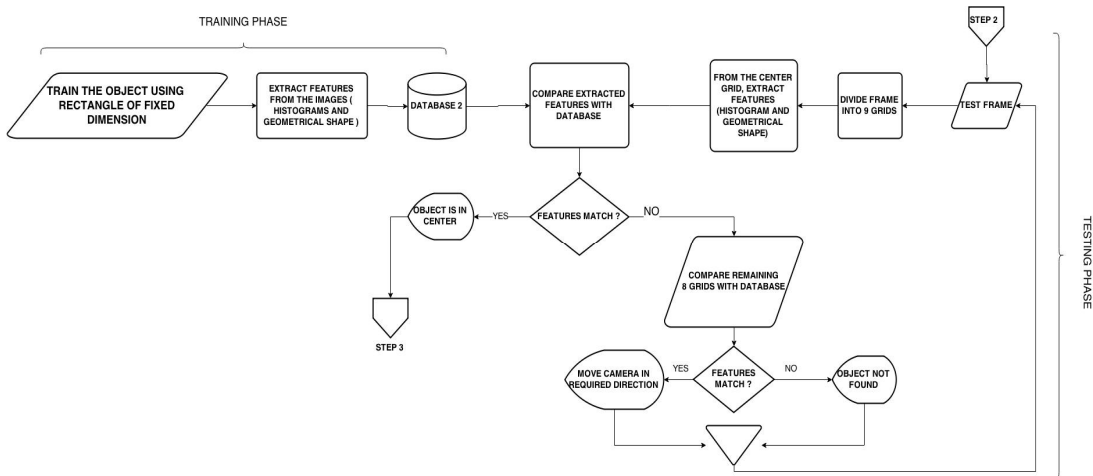 TRAINING PHASE
TRAIN THE OBJECT USING
RECTANGLE OF FIXED
DIMENSION
EXTRACT FEATURES
FROM THE IMAGES (
HISTOGRAMS AND
GEOMETRICAL SHAPE )
DATABASE 2
COMPARE EXTRACTED
FEATURES WITH
DATABASE
FROM THE CENTER
GRID, EXTRACT
FEATURES
(HISTOGRAM AND
GEOMETRICAL
SHAPE)
DIVIDE FRAME
INTO 9 GRIDS
TEST FRAME
STEP 2
TESTING PHASE
FEATURES MATCH ?
YES
NO
OBJECT IS IN
CENTER
STEP 3
COMPARE REMAINING
8 GRIDS WITH DATABASE
FEATURES
MATCH ?
YES
NO
MOVE CAMERA IN
REQUIRED DIRECTION
OBJECT NOT
FOUND